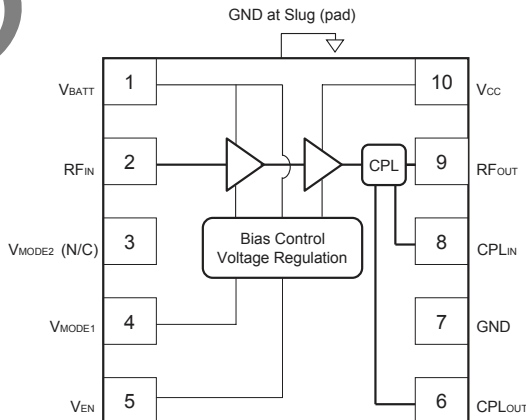 GND at Slug (pad)
VBATT 1
10 VCC
RFIN 2
CPL
9 RFOUT
VMODE2 (N/C) 3
Bias Control
Voltage Regulation
8 CPLIN
VMODE1 4
7 GND
VEN 5
6 CPLOUT